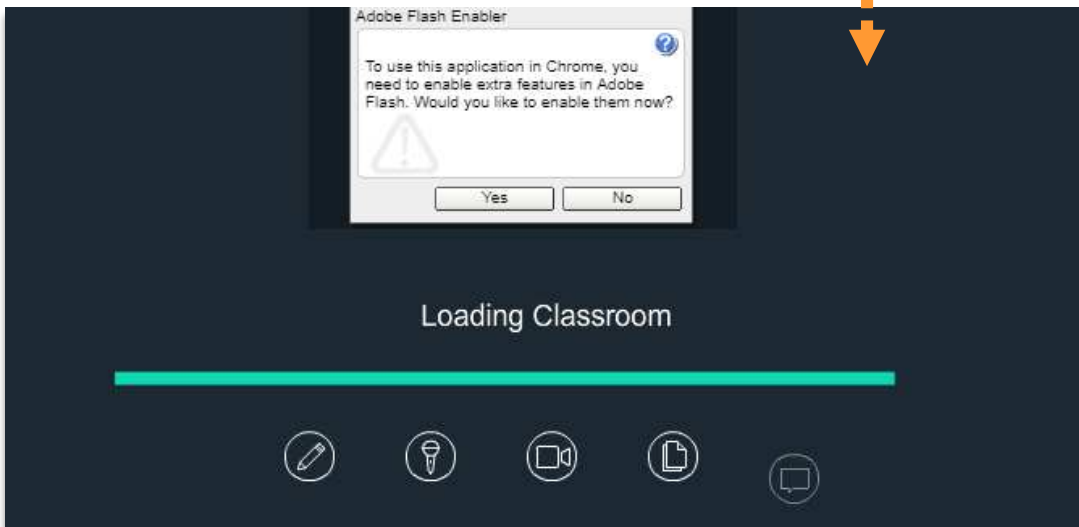 Adobe Flash Enabler
To use this application in Chrome, you
need to enable extra features in Adobe
Flash. Would you like to enable them now?
Yes No
Loading Classroom